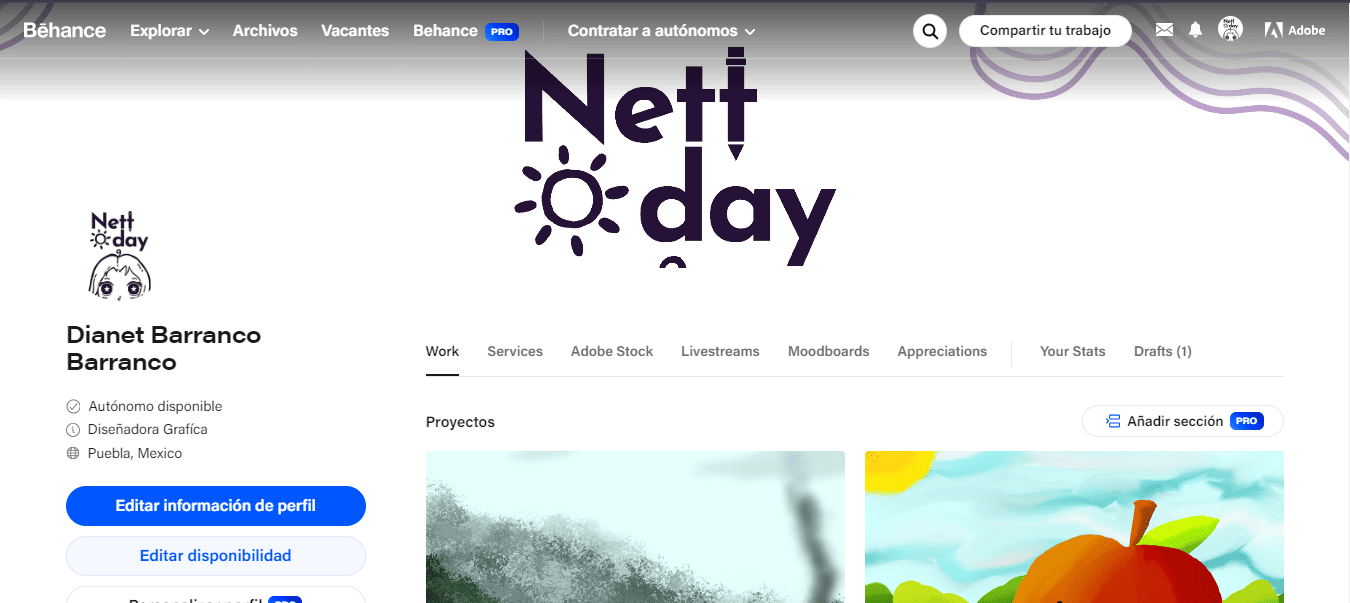 Bēhance Explorar Archivos Vacantes Behance PRO Contratar a autónomos Compartir tu trabajo Adobe
Nett
day
Nett
day
Dianet Barranco
Barranco
Autónomo disponible
Diseñadora Grafíca
Puebla, Mexico
Editar información de perfil
Editar disponibilidad
Personalizar perfil PRO
Work Services Adobe Stock Livestreams Moodboards Appreciations Your Stats Drafts (1)
Proyectos
Añadir sección PRO